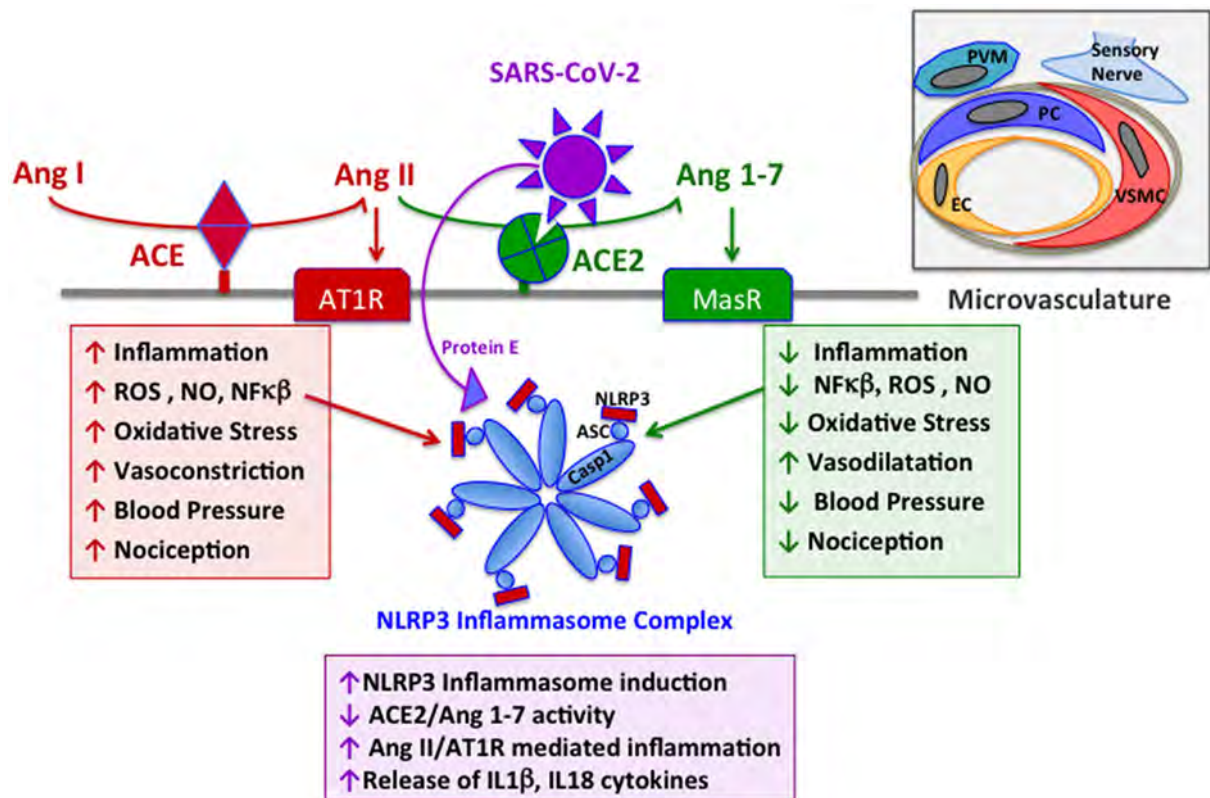 SARS-CoV-2
PVM
Sensory
Nerve
PC
EC
VSMC
Microvasculature
Ang I
Ang II
Ang 1-7
ACE
ACE2
AT1R
MasR
↑ Inflammation
↑ ROS , NO, NFκβ
↑ Oxidative Stress
↑ Vasoconstriction
↑ Blood Pressure
↑ Nociception
Protein E
NLRP3
ASC
Casp1
NLRP3 Inflammasome Complex
↓ Inflammation
↓ NFκβ, ROS , NO
↓ Oxidative Stress
↑ Vasodilatation
↓ Blood Pressure
↓ Nociception
↑ NLRP3 Inflammasome induction
↓ ACE2/Ang 1-7 activity
↑ Ang II/AT1R mediated inflammation
↑ Release of IL1β, IL18 cytokines